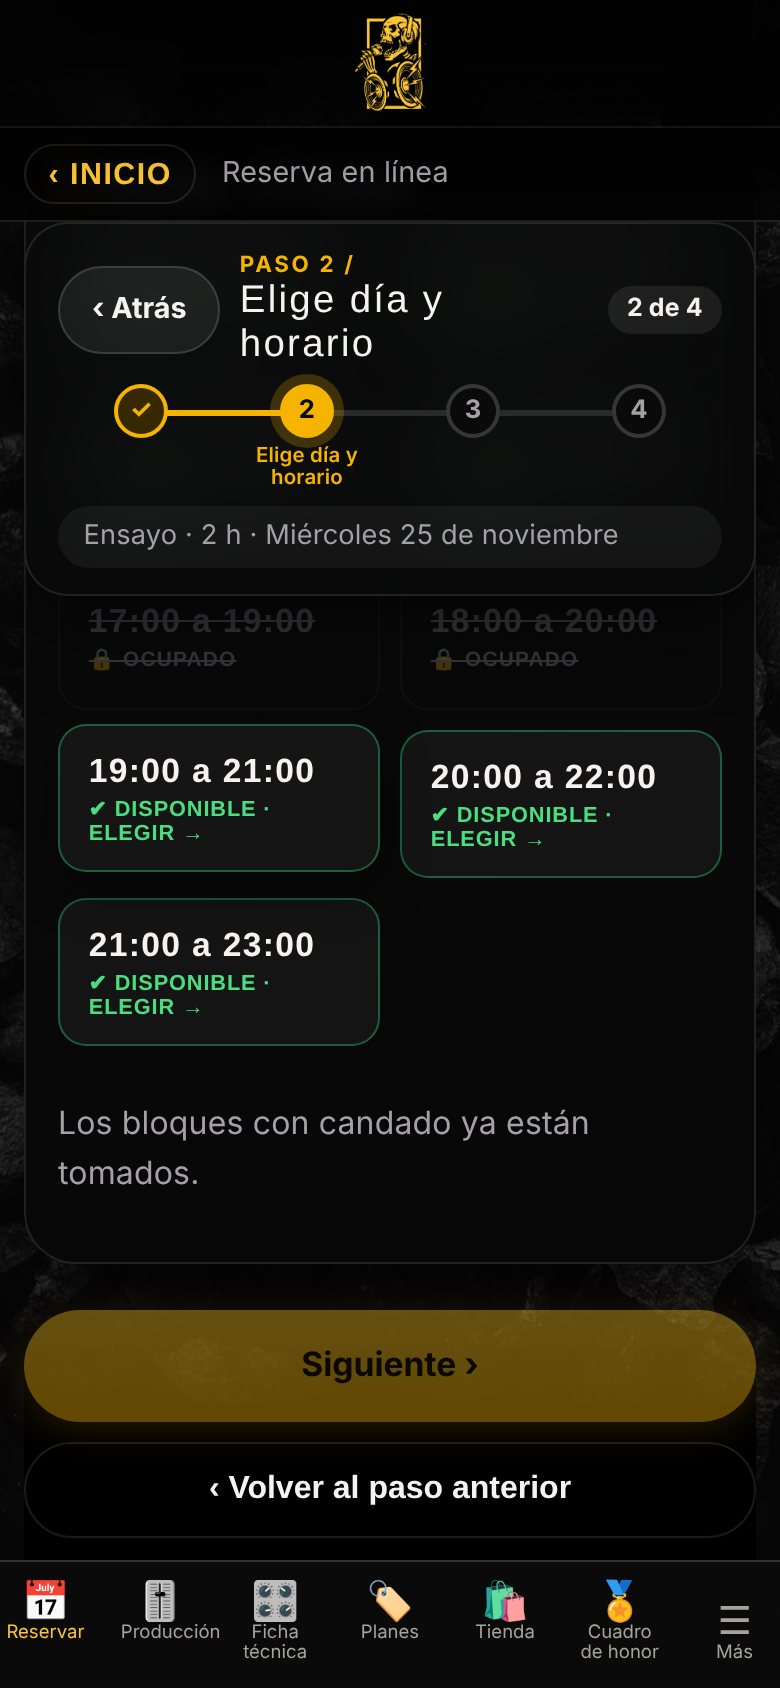 ‹ INICIO
Reserva en línea
‹ Atrás
PASO 2 /
Elige día y
horario
2 de 4
2
3
4
Elige día y
horario
Ensayo · 2 h · Miércoles 25 de noviembre
17:00 a 19:00
🔒 OCUPADO
18:00 a 20:00
🔒 OCUPADO
19:00 a 21:00
✔ DISPONIBLE ·
ELEGIR →
20:00 a 22:00
✔ DISPONIBLE ·
ELEGIR →
21:00 a 23:00
✔ DISPONIBLE ·
ELEGIR →
Los bloques con candado ya están
tomados.
Siguiente ›
‹ Volver al paso anterior
July
17
Reservar
Producción
Ficha
técnica
Planes
Tienda
Cuadro
de honor
Más